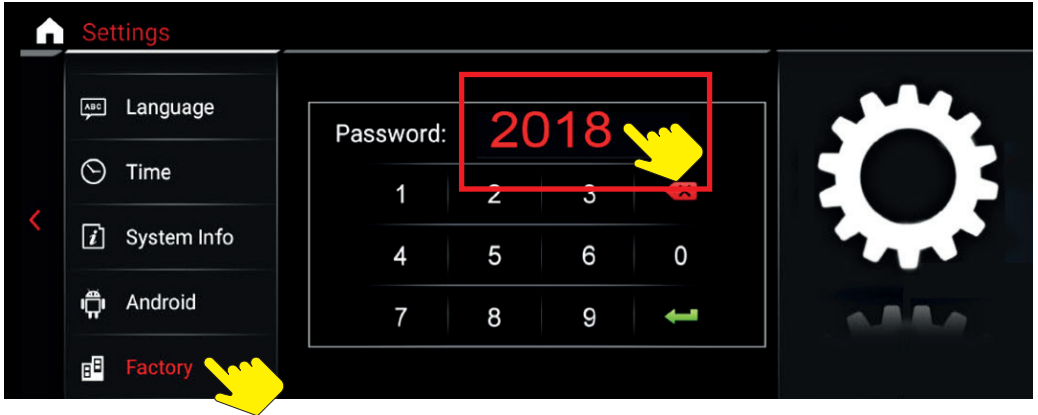 Settings
ABC
Language
Time
i
System Info
Android
Factory
Password: 2018
1 2 3
4 5 6 0
7 8 9